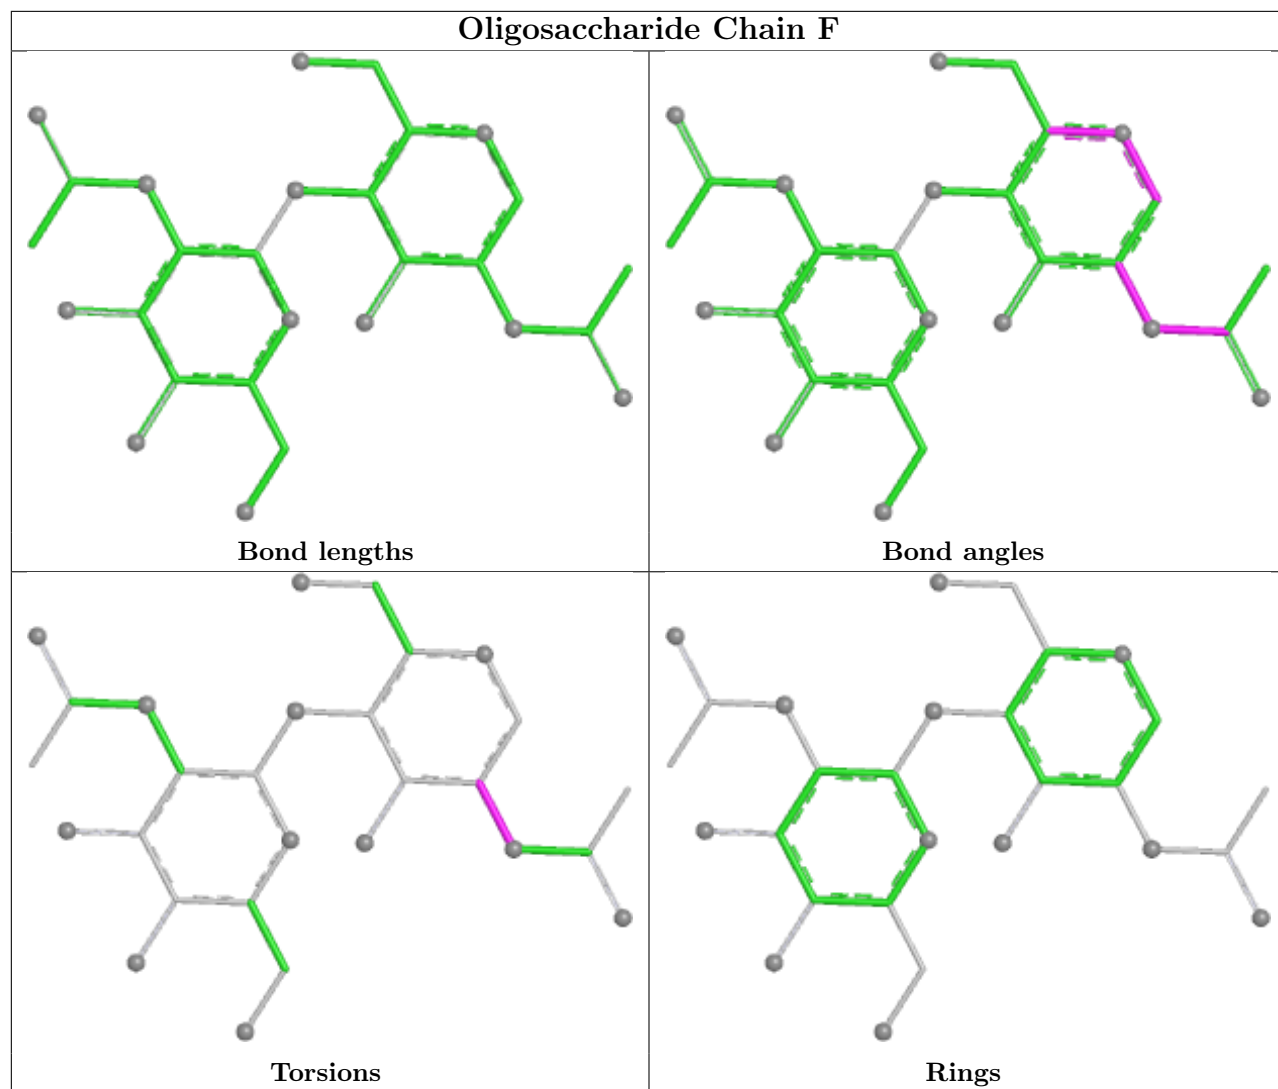 Oligosaccharide Chain F
Bond lengths
Bond angles
Torsions
Rings